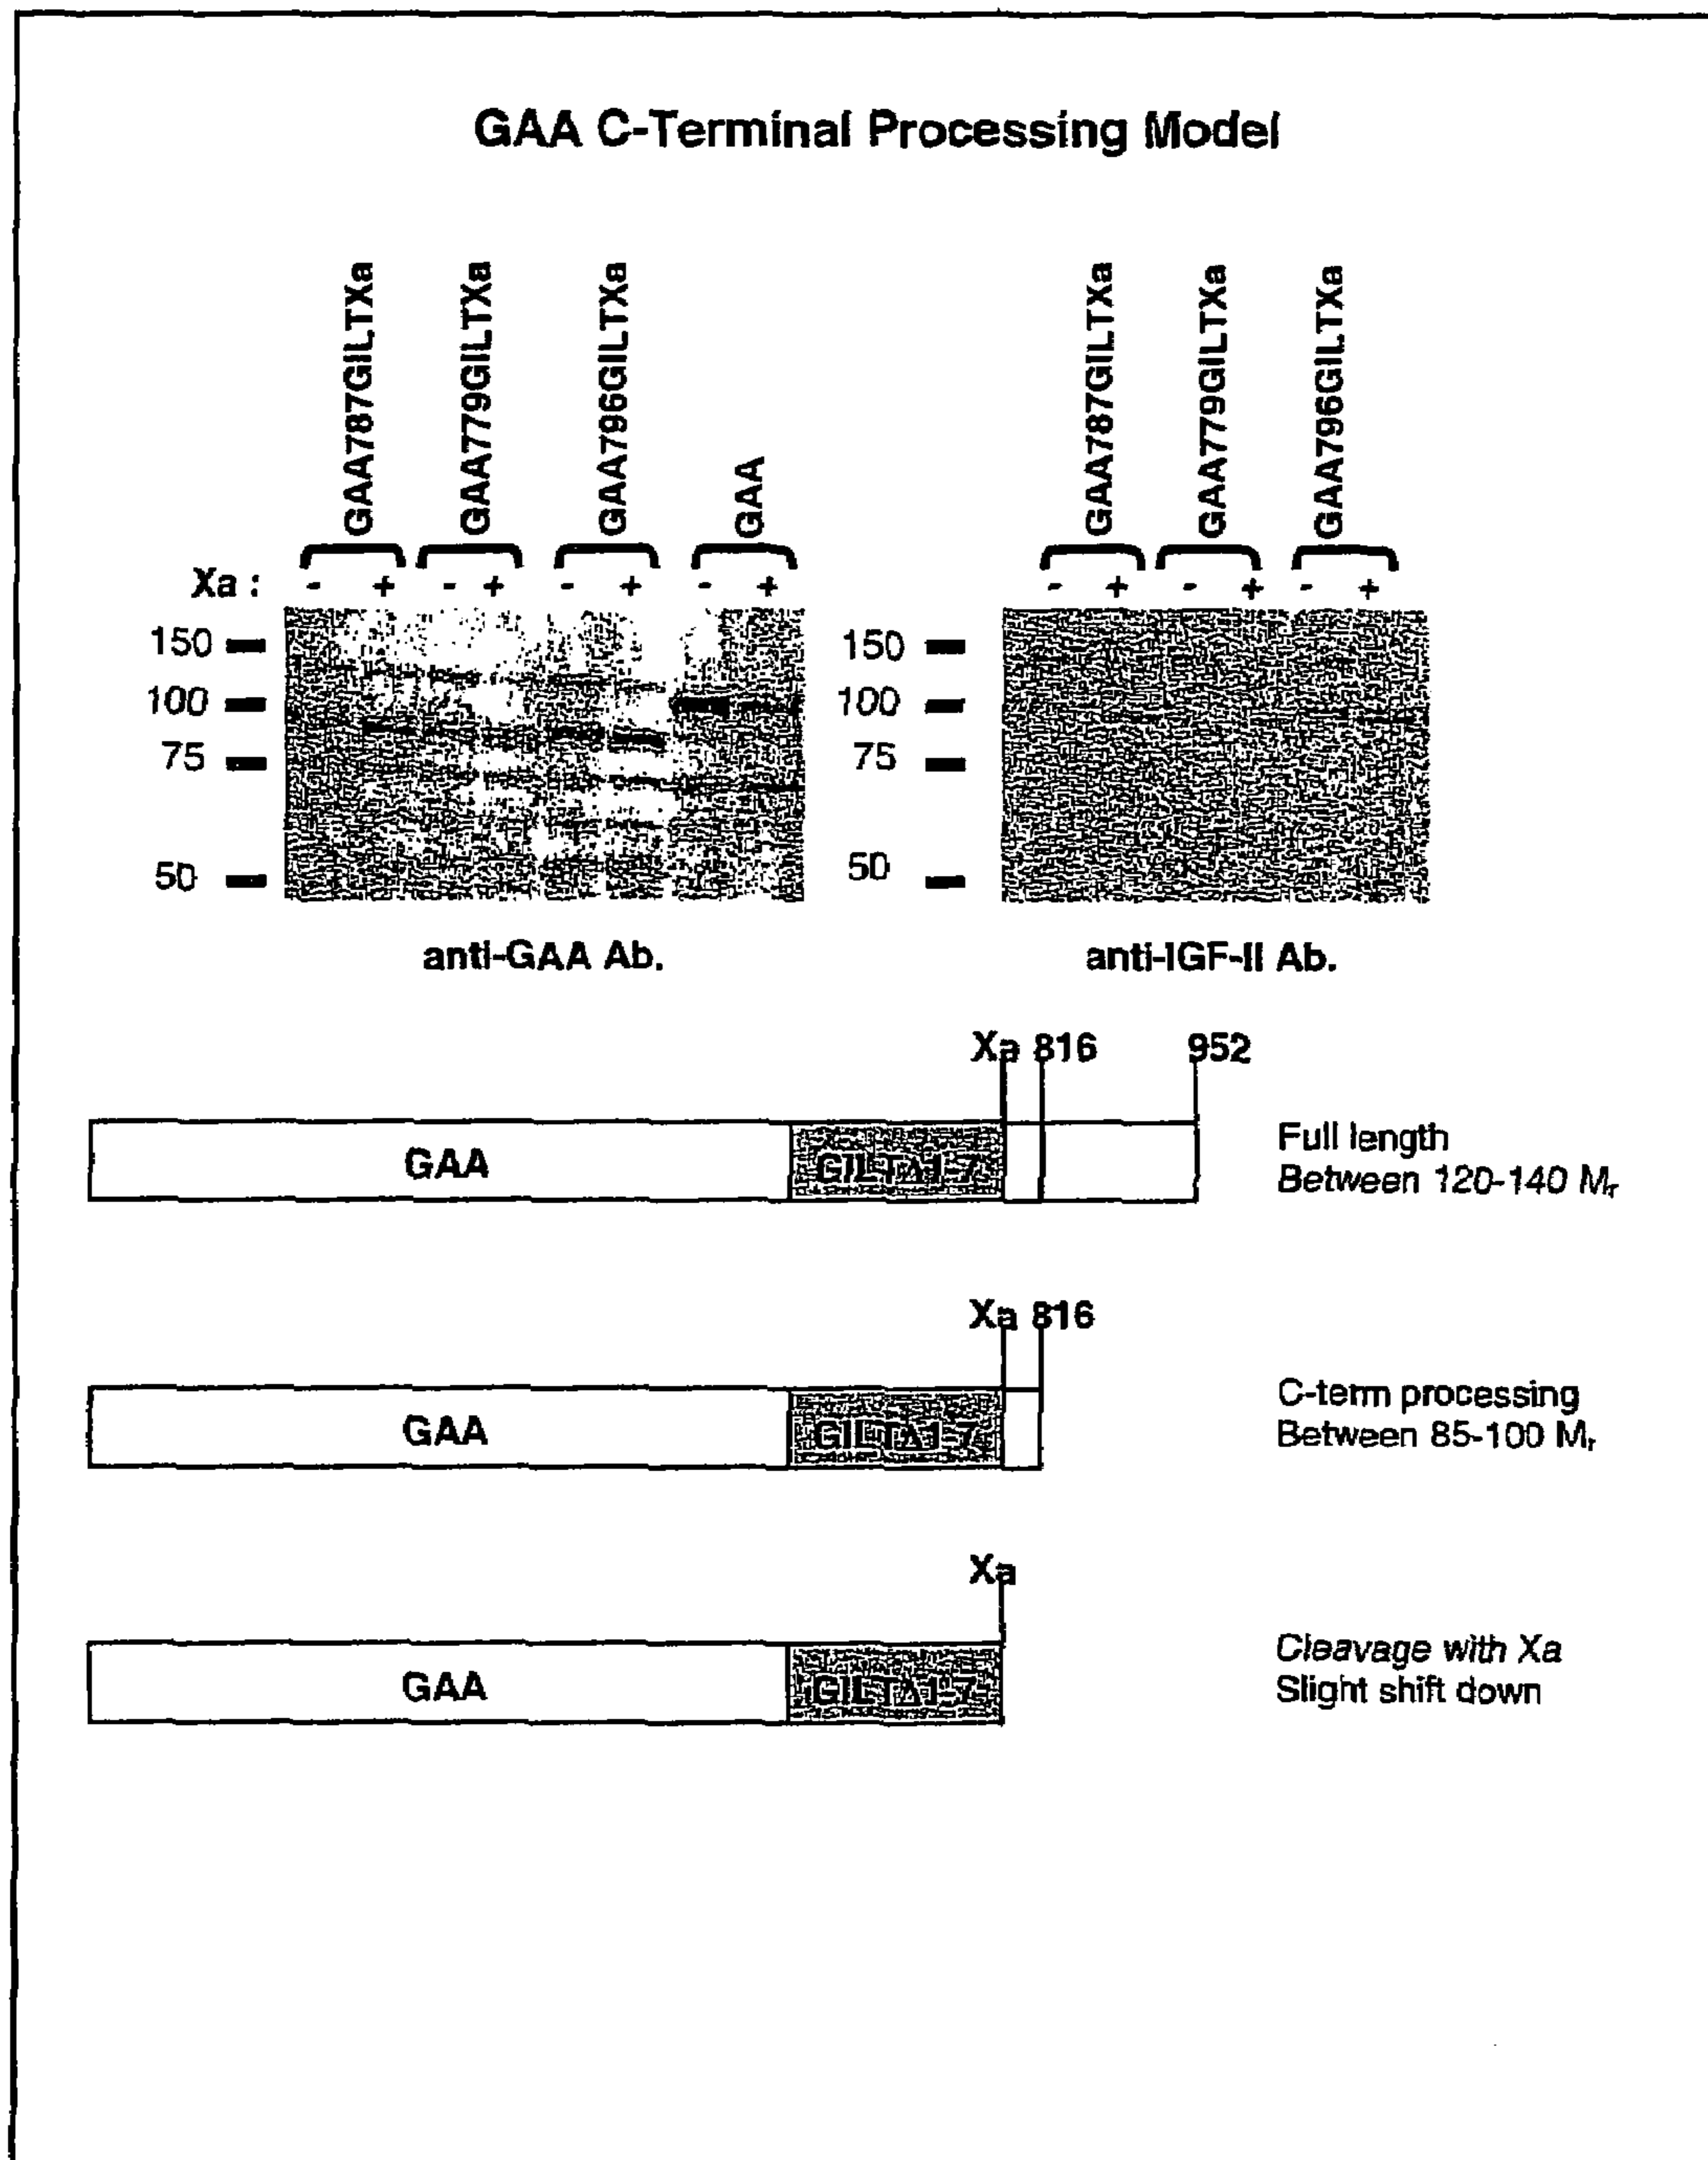 GAA C-Terminal Processing Model
GAA787GILTXa
GAA779GILTXa
GAA796GILTXa
GAA
Xa : - + - + - + - +
150
100
75
50
anti-GAA Ab.
GAA787GILTXa
GAA779GILTXa
GAA796GILTXa
- + - + - +
150
100
75
50
anti-IGF-II Ab.
Xa 816 952
GAA GILTΔ1-7
Full length
Between 120-140 Mr
Xa 816
GAA GILTΔ1-7
C-term processing
Between 85-100 Mr
Xa
GAA GILTΔ1-7
Cleavage with Xa
Slight shift down